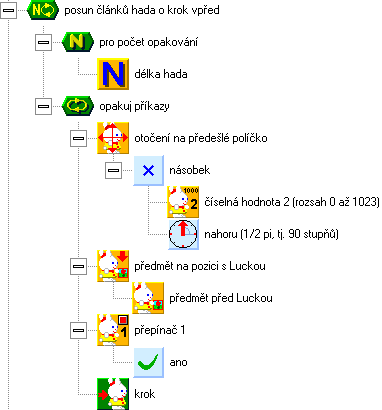 N posun článků hada o krok vpřed
N pro počet opakování
N délka hada
opakuj příkazy
otočení na předešlé políčko
× násobek
1000 2 číselná hodnota 2 (rozsah 0 až 1023)
nahoru (1/2 pi, tj. 90 stupňů)
předmět na pozici s Luckou
předmět před Luckou
1 přepínač 1
ano
krok